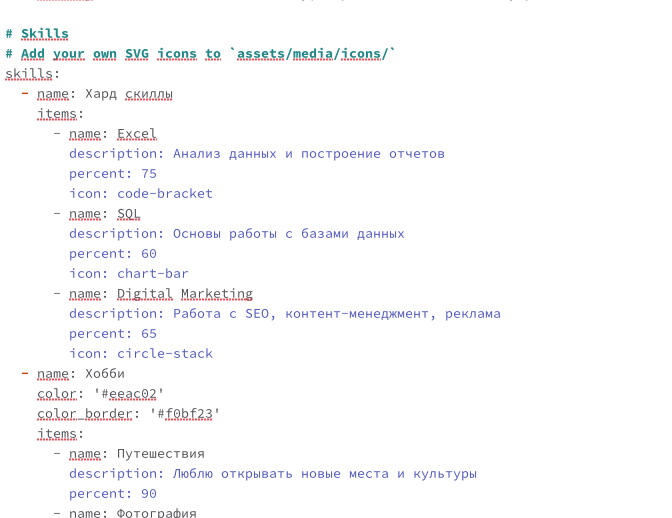 # Skills
# Add your own SVG icons to `assets/media/icons/`
skills:
  - name: Хард скиллы
    items:
      - name: Excel
        description: Анализ данных и построение отчетов
        percent: 75
        icon: code-bracket
      - name: SQL
        description: Основы работы с базами данных
        percent: 60
        icon: chart-bar
      - name: Digital Marketing
        description: Работа с SEO, контент-менеджмент, реклама
        percent: 65
        icon: circle-stack
  - name: Хобби
    color: '#eeac02'
    color_border: '#f0bf23'
    items:
      - name: Путешествия
        description: Люблю открывать новые места и культуры
        percent: 90
      - name: Фотография